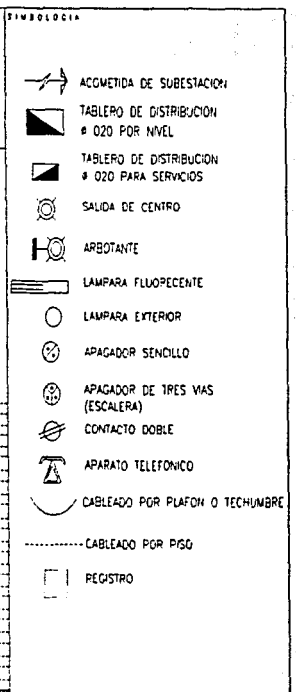 SIMBOLOGIA
ACOMETIDA DE SUBESTACION
TABLERO DE DISTRIBUCION
ø 020 POR NIVEL
TABLERO DE DISTRIBUCION
ø 020 PARA SERVICIOS
SALIDA DE CENTRO
ARBOTANTE
LAMPARA FLUORECENTE
LAMPARA EXTERIOR
APAGADOR SENCILLO
APAGADOR DE TRES VIAS
(ESCALERA)
CONTACTO DOBLE
APARATO TELEFONICO
CABLEADO POR PLAFON O TECHUMBRE
CABLEADO POR PISO
REGISTRO